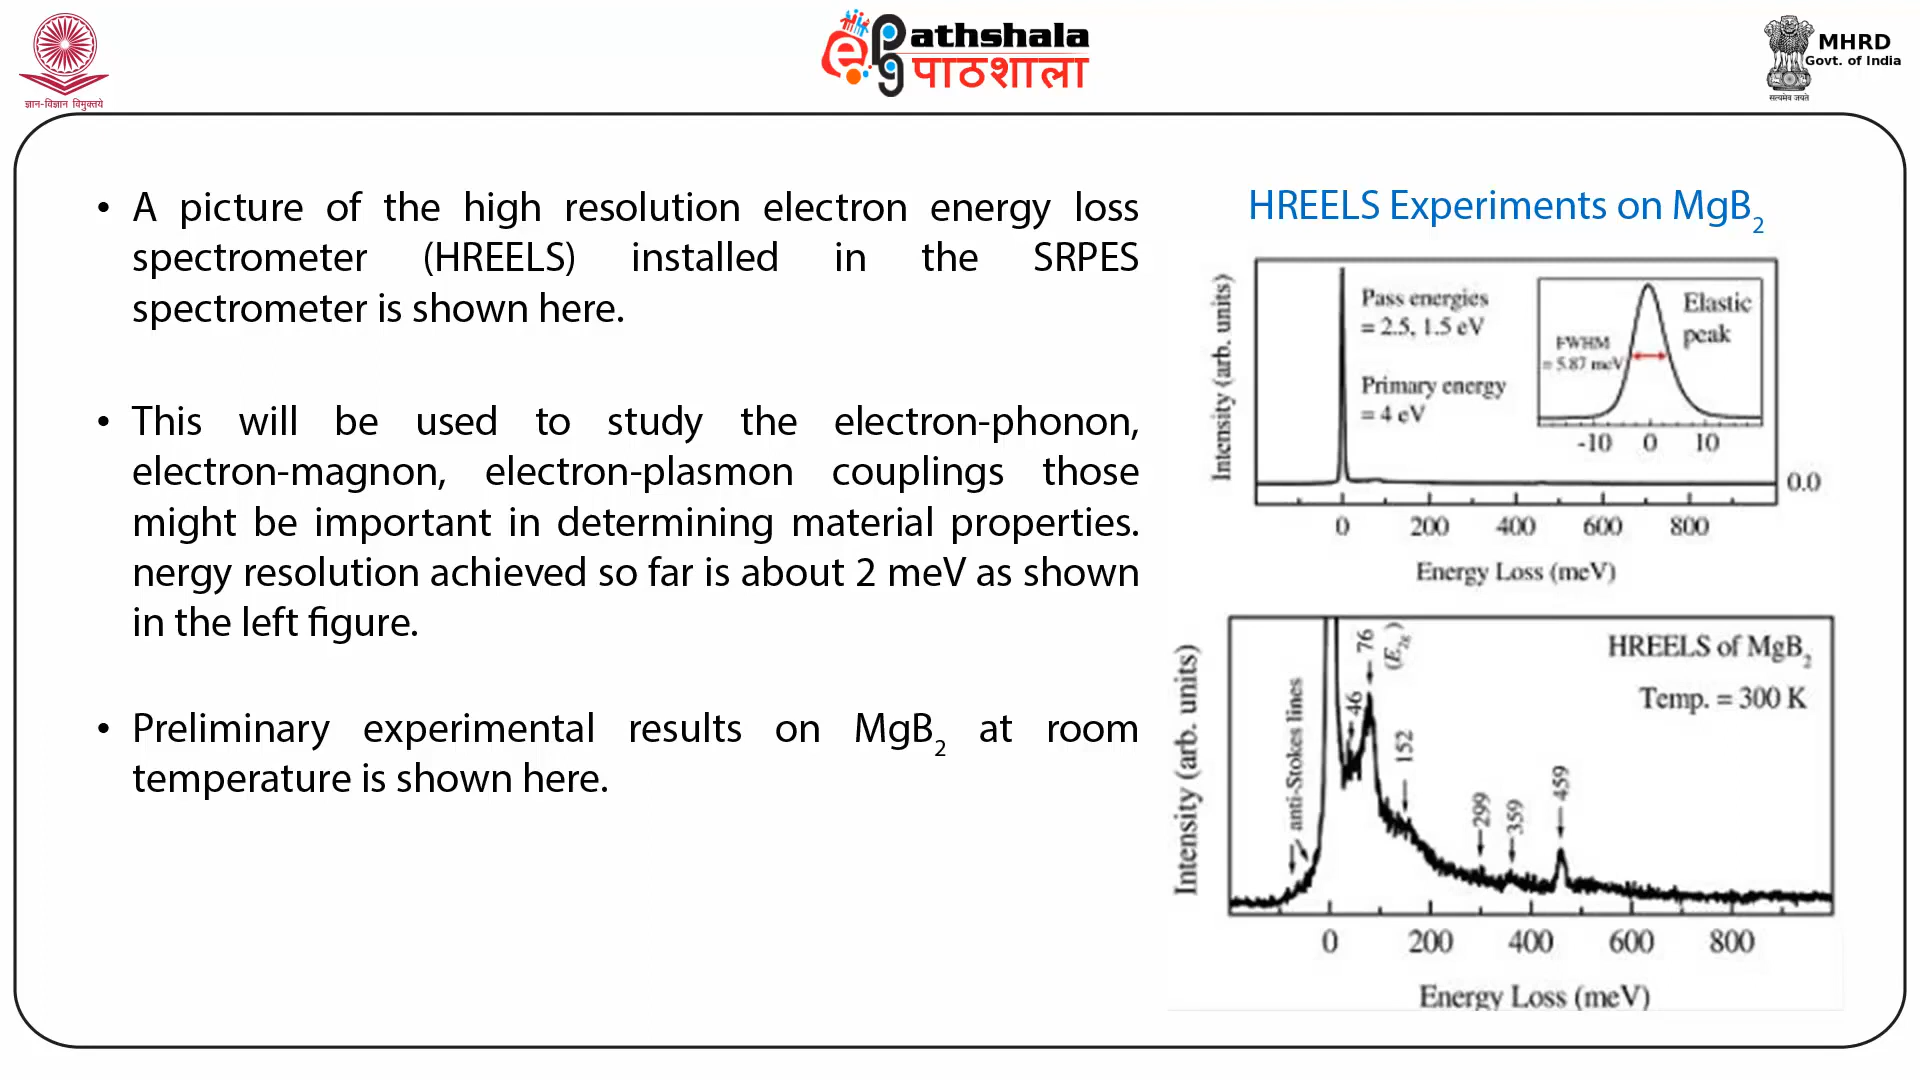 ज्ञान-विज्ञान विमुक्तये
ePathshala
पाठशाला
MHRD
Govt. of India
सत्यमेव जयते
• A picture of the high resolution electron energy loss
spectrometer (HREELS) installed in the SRPES
spectrometer is shown here.
• This will be used to study the electron-phonon,
electron-magnon, electron-plasmon couplings those
might be important in determining material properties.
nergy resolution achieved so far is about 2 meV as shown
in the left figure.
• Preliminary experimental results on MgB₂ at room
temperature is shown here.
HREELS Experiments on MgB₂
Intensity (arb. units)
Pass energies
= 2.5, 1.5 eV
Primary energy
= 4 eV
Elastic
peak
FWHM
= 5.87 meV
-10 0 10
0.0
0 200 400 600 800
Energy Loss (meV)
Intensity (arb. units)
anti-Stokes lines
46
76
(E₂g)
152
299
359
459
HREELS of MgB₂
Temp. = 300 K
0 200 400 600 800
Energy Loss (meV)